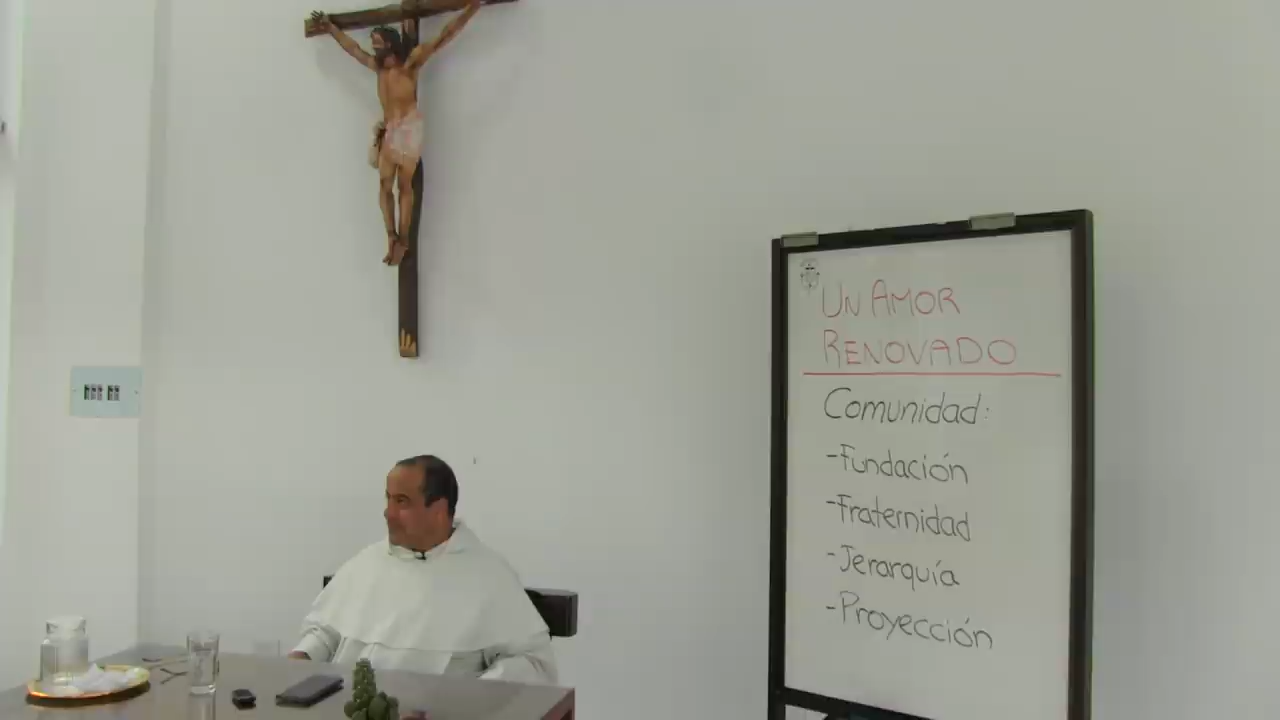 UN AMOR
RENOVADO
Comunidad:
-Fundación
-Fraternidad
-Jerarquía
-Proyección